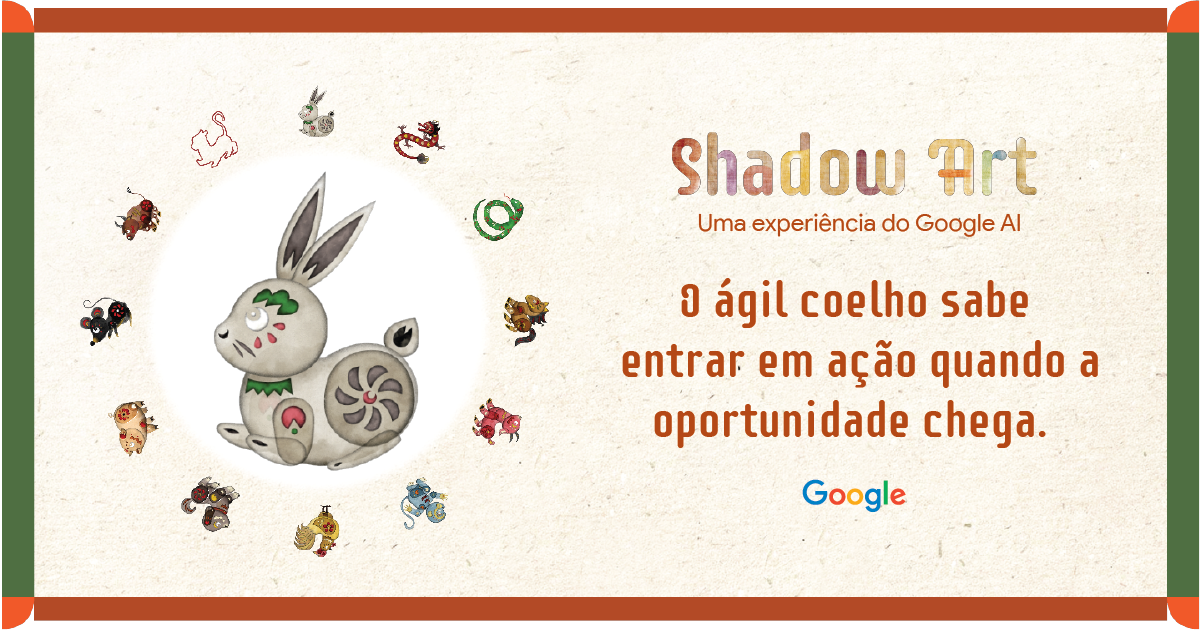 Shadow Art
Uma experiência do Google AI
O ágil coelho sabe
entrar em ação quando a
oportunidade chega.
Google